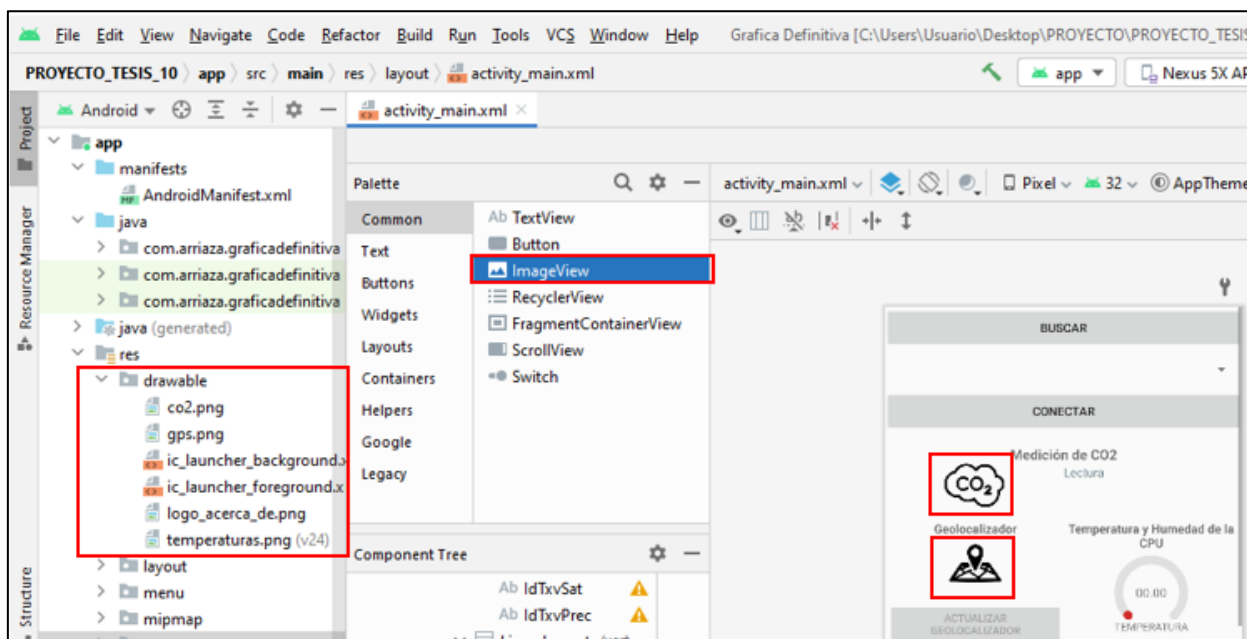 File Edit View Navigate Code Refactor Build Run Tools VCS Window Help Grafica Definitiva [C:\Users\Usuario\Desktop\PROYECTO\PROYECTO_TESIS
PROYECTO_TESIS_10 app src main res layout activity_main.xml
app Nexus 5X AP
Project
Resource Manager
Structure
Android
activity_main.xml
app
manifests
AndroidManifest.xml
java
com.arriaza.graficadefinitiva
com.arriaza.graficadefinitiva
com.arriaza.graficadefinitiva
java (generated)
res
drawable
co2.png
gps.png
ic_launcher_background.x
ic_launcher_foreground.x
logo_acerca_de.png
temperaturas.png (v24)
layout
menu
mipmap
Palette
Common
Text
Buttons
Widgets
Layouts
Containers
Helpers
Google
Legacy
Ab TextView
Button
ImageView
RecyclerView
FragmentContainerView
ScrollView
Switch
Component Tree
Ab IdTxvSat
Ab IdTxvPrec
activity_main.xml Pixel 32 AppTheme
BUSCAR
CONECTAR
Medición de CO2
Lectura
CO2
Geolocalizador
Temperatura y Humedad de la
CPU
00.00
TEMPERATURA
ACTUALIZAR
GEOLOCALIZADOR